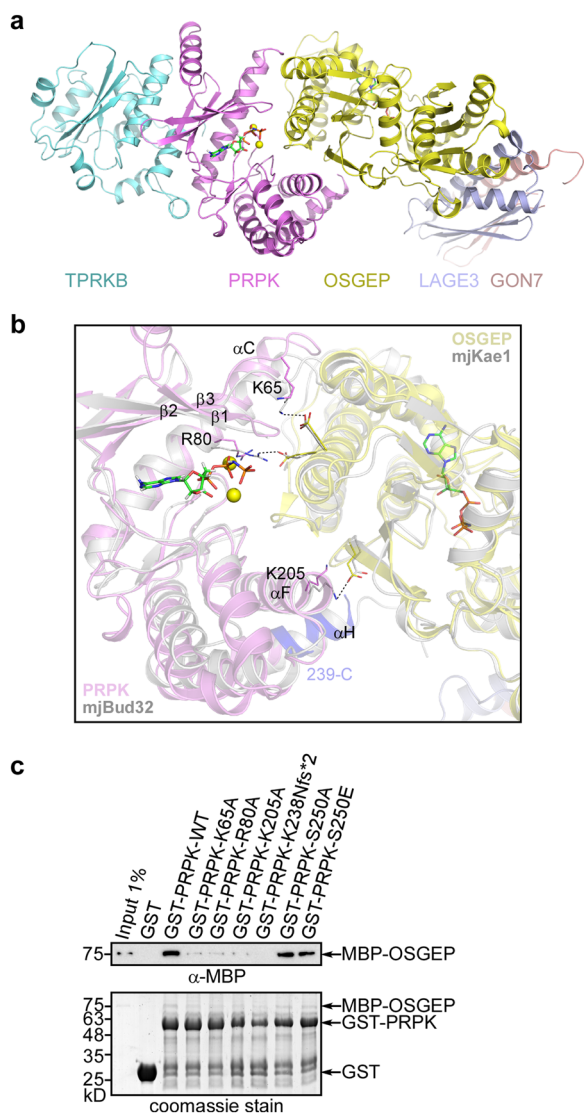 a
TPRKB PRPK OSGEP LAGE3 GON7
b
OSGEP
mjKae1
αC
K65
β3
β2 β1
R80
K205
αF
αH
239-C
PRPK
mjBud32
c
Input 1%
GST
GST-PRPK-WT
GST-PRPK-K65A
GST-PRPK-R80A
GST-PRPK-K205A
GST-PRPK-K238Nfs*2
GST-PRPK-S250A
GST-PRPK-S250E
75 MBP-OSGEP
α-MBP
75 MBP-OSGEP
63 GST-PRPK
48
35
25 GST
kD
coomassie stain